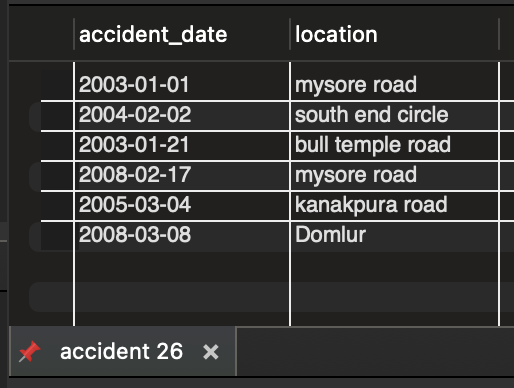 accident_date location
2003-01-01 mysore road
2004-02-02 south end circle
2003-01-21 bull temple road
2008-02-17 mysore road
2005-03-04 kanakpura road
2008-03-08 Domlur
accident 26